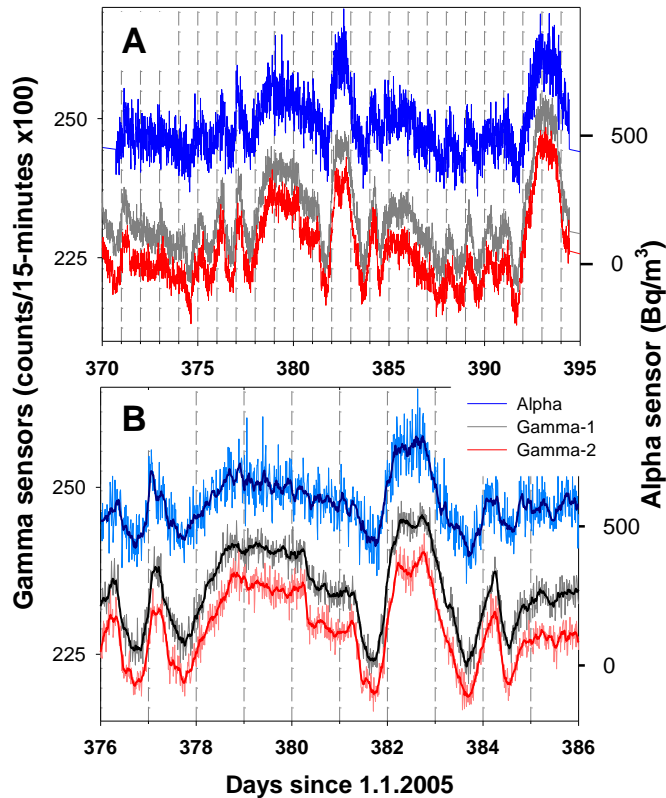 A
250
225
500
0
370 375 380 385 390 395
B
Alpha
Gamma-1
Gamma-2
250
225
500
0
376 378 380 382 384 386
Days since 1.1.2005
Gamma sensors (counts/15-minutes x100)
Alpha sensor (Bq/m³)